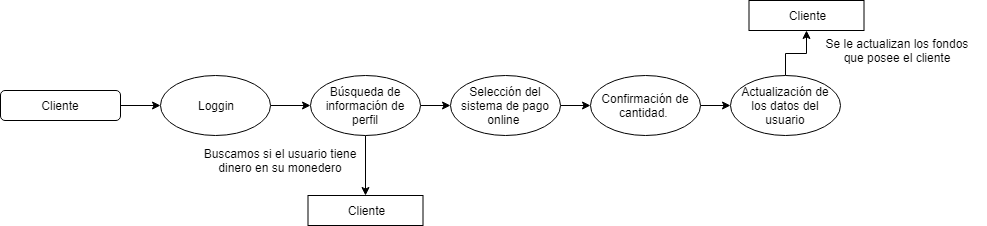 Cliente
Se le actualizan los fondos
que posee el cliente
Cliente
Loggin
Búsqueda de
información de
perfil
Selección del
sistema de pago
online
Confirmación de
cantidad.
Actualización de
los datos del
usuario
Buscamos si el usuario tiene
dinero en su monedero
Cliente